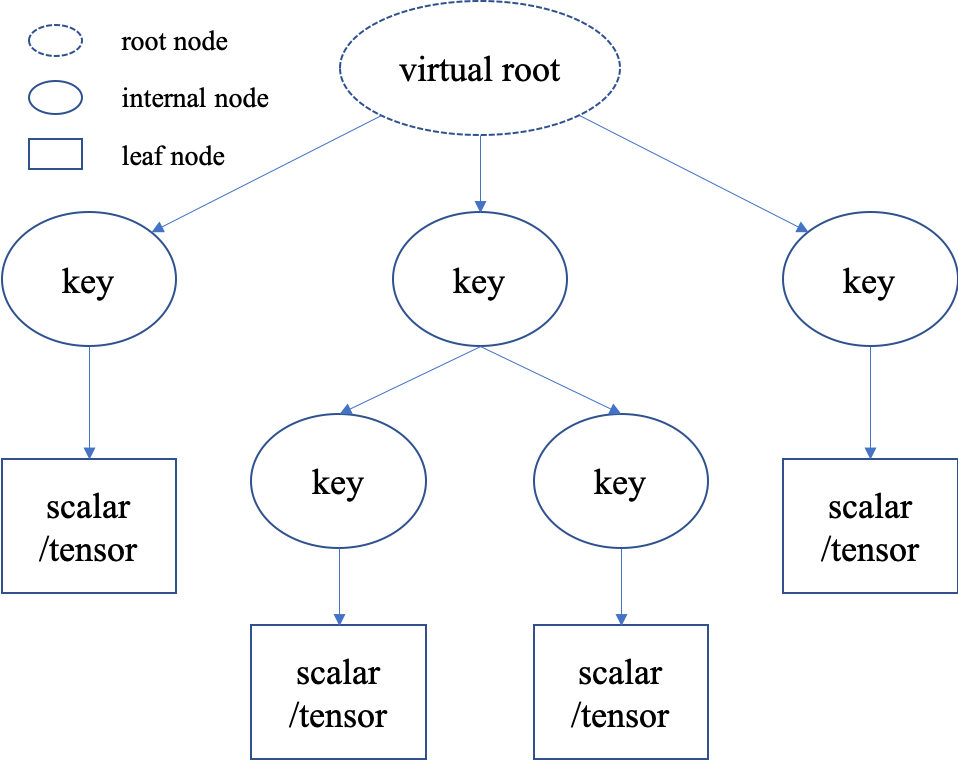 root node
internal node
leaf node
virtual root
key
key
key
key
key
scalar
/tensor
scalar
/tensor
scalar
/tensor
scalar
/tensor